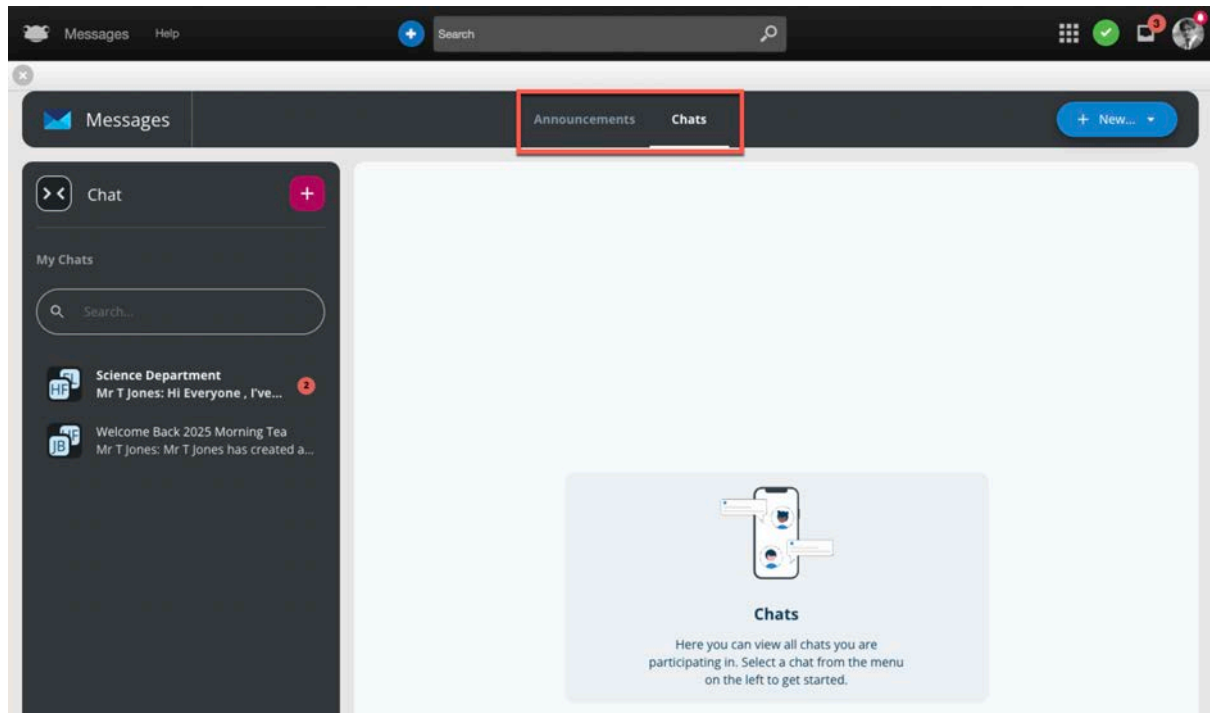 Messages Help
Search
3
Messages
Announcements Chats
+ New...
Chat
+
My Chats
Search...
HF
Science Department
Mr T Jones: Hi Everyone , I've...
2
JB
Welcome Back 2025 Morning Tea
Mr T Jones: Mr T Jones has created a...
Chats
Here you can view all chats you are
participating in. Select a chat from the menu
on the left to get started.